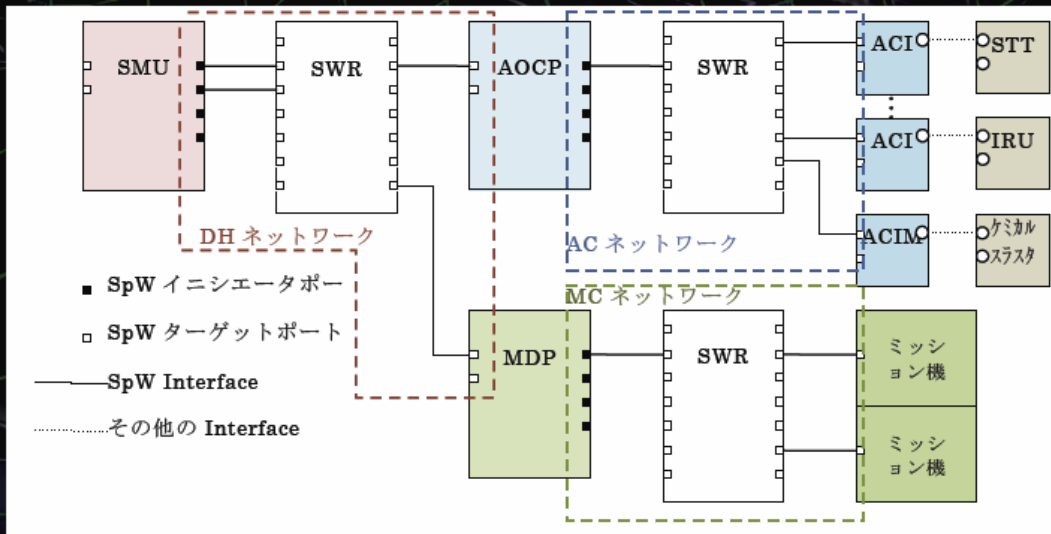 SMU
SWR
AOCP
SWR
ACI
STT
ACI
IRU
DH ネットワーク
AC ネットワーク
ACIM
ケミカル
スラスタ
SpW イニシエータポー
MC ネットワーク
SpW ターゲットポート
MDP
SWR
ミッシ
ョン機
SpW Interface
その他の Interface
ミッシ
ョン機